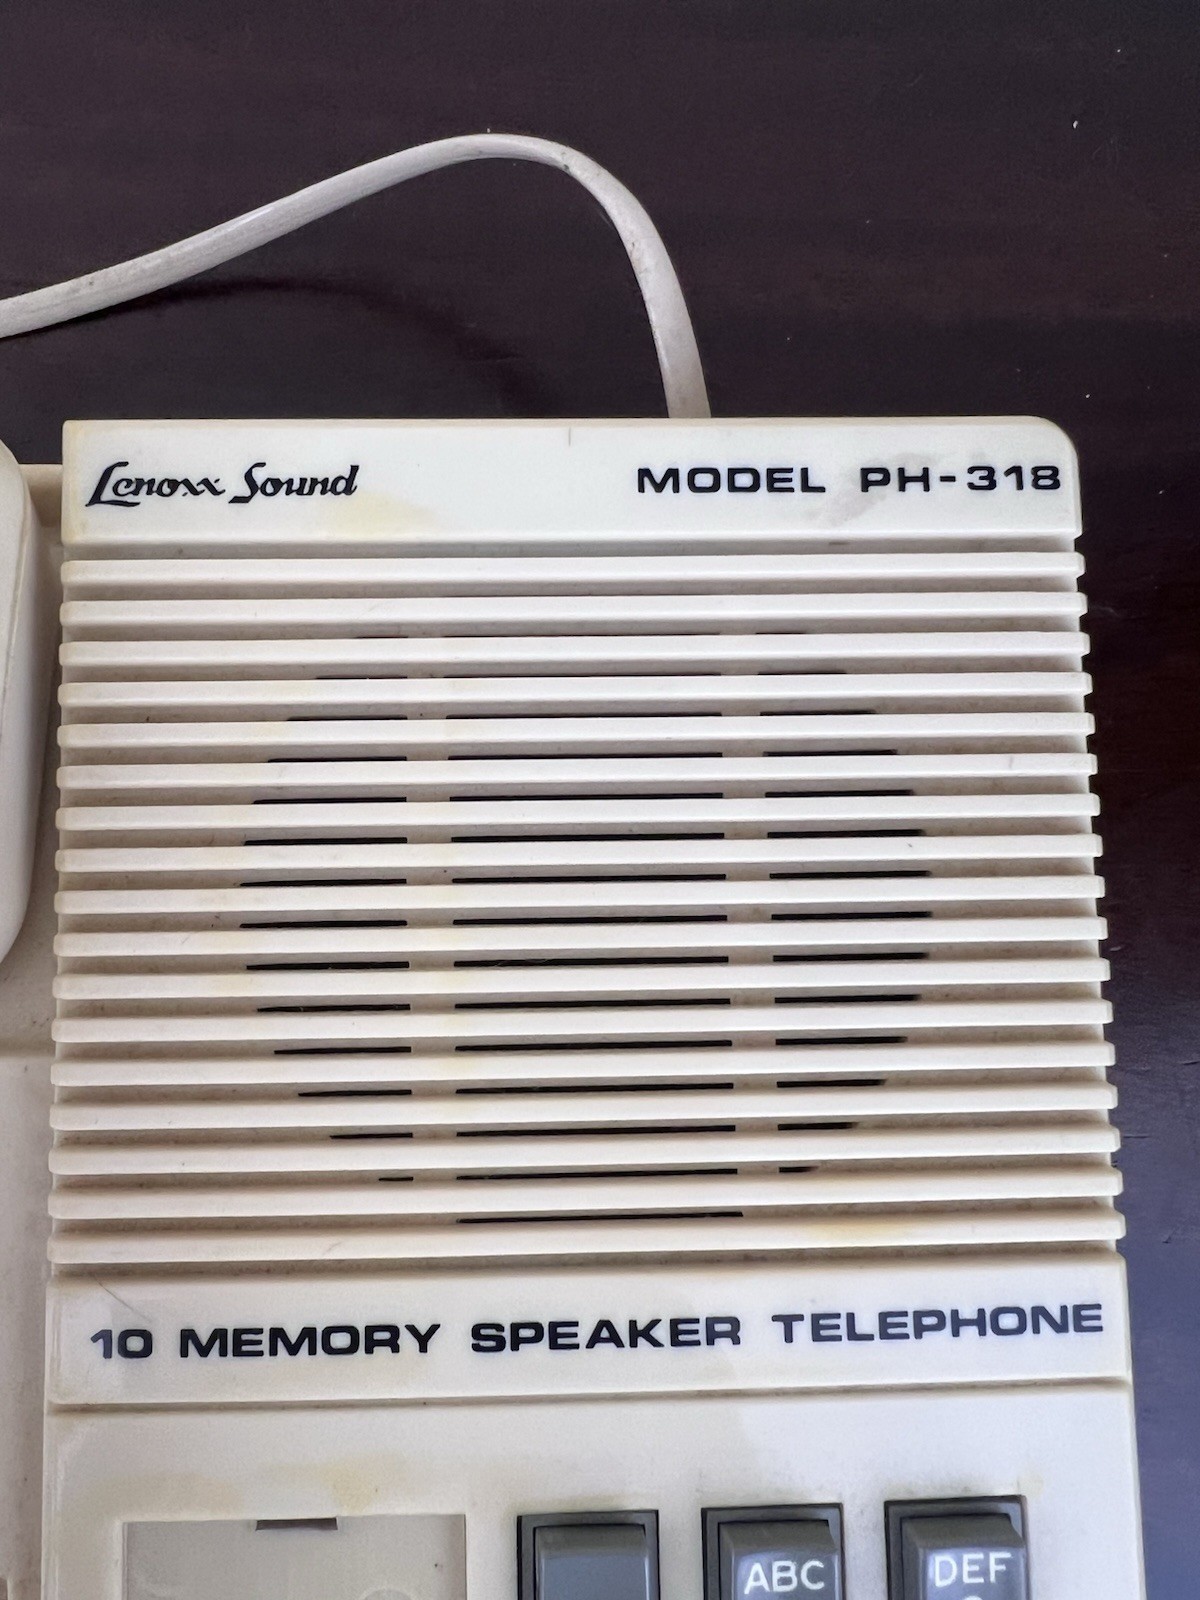 Lenoxx Sound MODEL PH-318
10 MEMORY SPEAKER TELEPHONE
ABC DEF